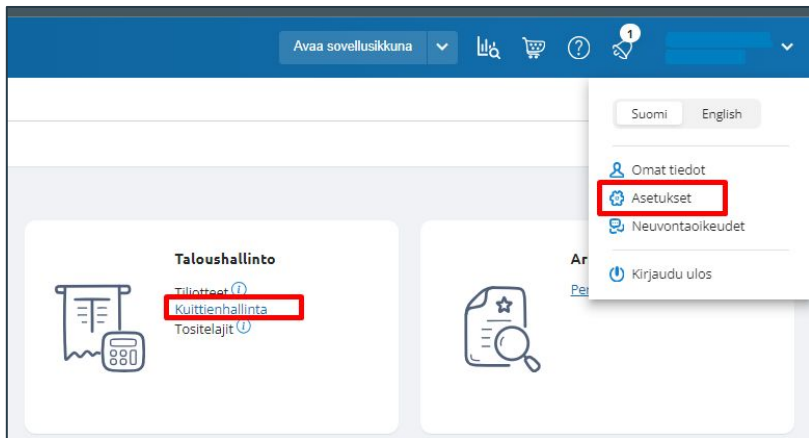 Avaa sovellusikkuna
1
Suomi English
Omat tiedot
Asetukset
Neuvontaoikeudet
Kirjaudu ulos
Taloushallinto
Tiliotteet
Kuittienhallinta
Tositelajit
Ar
Per